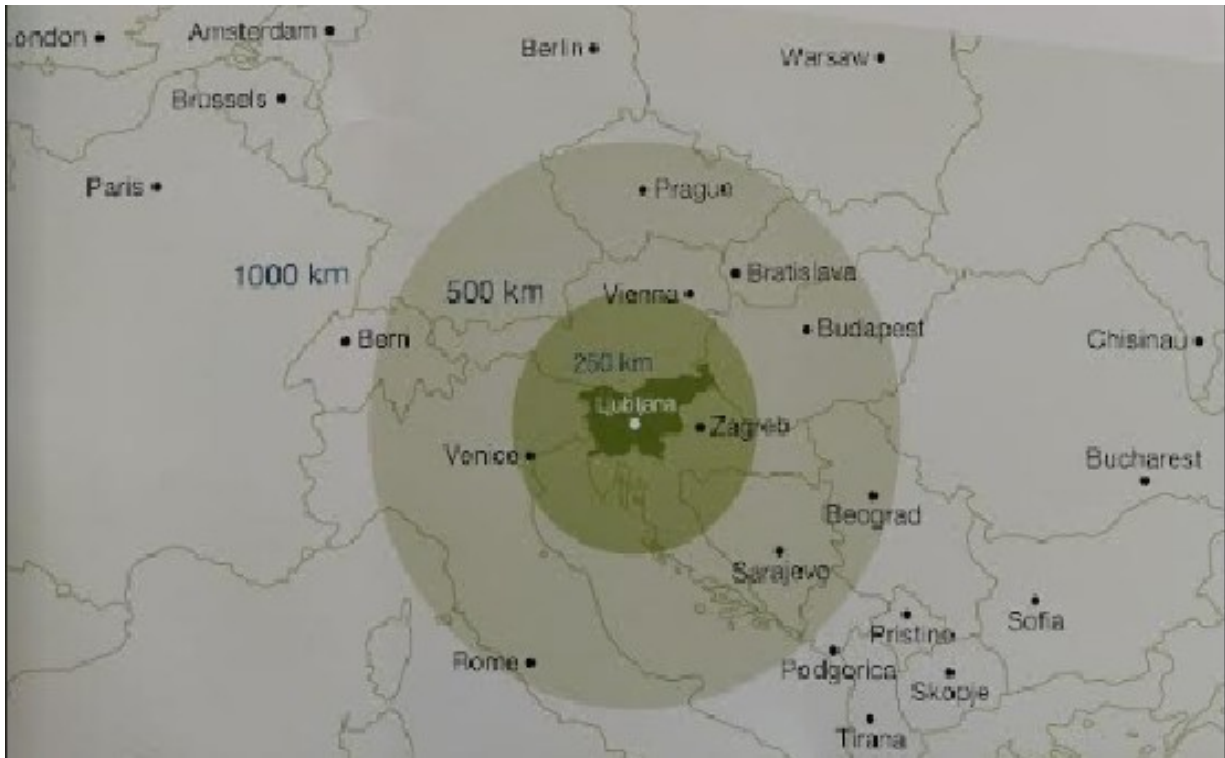 .ondon
Amsterdam
Berlin
Warsaw
Brussels
Paris
Prague
1000 km
500 km
Bratislava
Vienna
Budapest
Bern
Chisinau
250 km
Ljubljana
Zagreb
Venice
Bucharest
Beograd
Sarajevo
Sofia
Pristina
Rome
Podgorica
Skopje
Tirana